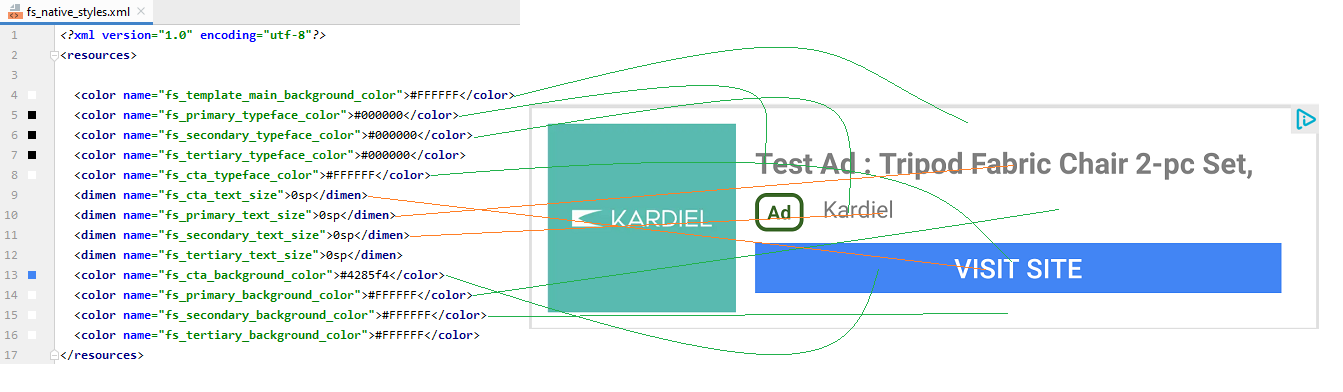 fs_native_styles.xml
1 <?xml version="1.0" encoding="utf-8"?>
2 <resources>
3
4 <color name="fs_template_main_background_color">#FFFFFF</color>
5 <color name="fs_primary_typeface_color">#000000</color>
6 <color name="fs_secondary_typeface_color">#000000</color>
7 <color name="fs_tertiary_typeface_color">#000000</color>
8 <color name="fs_cta_typeface_color">#FFFFFF</color>
9 <dimen name="fs_cta_text_size">0sp</dimen>
10 <dimen name="fs_primary_text_size">0sp</dimen>
11 <dimen name="fs_secondary_text_size">0sp</dimen>
12 <dimen name="fs_tertiary_text_size">0sp</dimen>
13 <color name="fs_cta_background_color">#4285f4</color>
14 <color name="fs_primary_background_color">#FFFFFF</color>
15 <color name="fs_secondary_background_color">#FFFFFF</color>
16 <color name="fs_tertiary_background_color">#FFFFFF</color>
17 </resources>
KARDIEL
Test Ad : Tripod Fabric Chair 2-pc Set,
Ad Kardiel
VISIT SITE